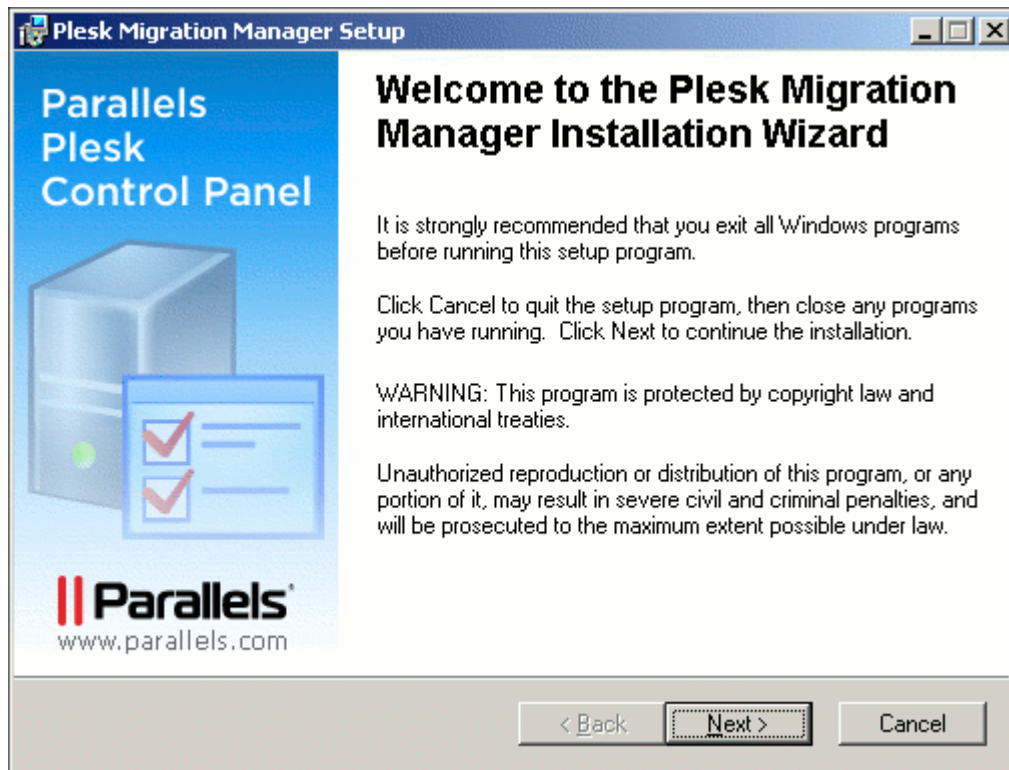 Plesk Migration Manager Setup
Parallels
Plesk
Control Panel
Parallels®
www.parallels.com
Welcome to the Plesk Migration
Manager Installation Wizard
It is strongly recommended that you exit all Windows programs
before running this setup program.
Click Cancel to quit the setup program, then close any programs
you have running.  Click Next to continue the installation.
WARNING: This program is protected by copyright law and
international treaties.
Unauthorized reproduction or distribution of this program, or any
portion of it, may result in severe civil and criminal penalties, and
will be prosecuted to the maximum extent possible under law.
< Back
Next >
Cancel